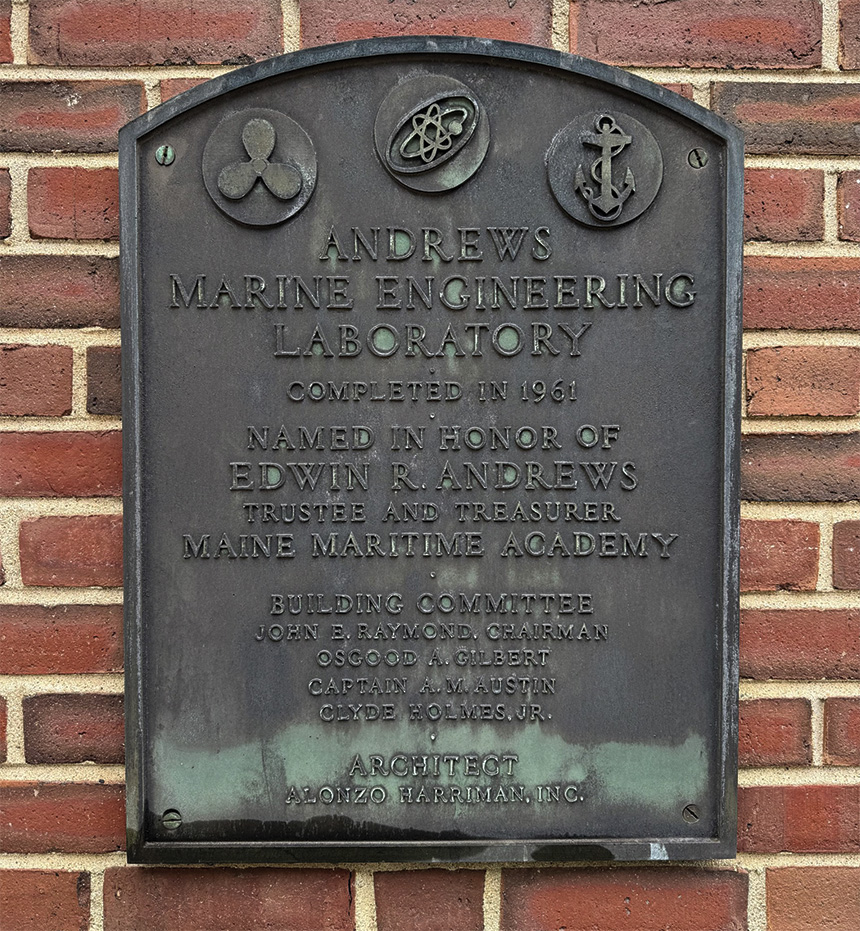 ANDREWS
MARINE ENGINEERING
LABORATORY
COMPLETED IN 1961
NAMED IN HONOR OF
EDWIN R. ANDREWS
TRUSTEE AND TREASURER
MAINE MARITIME ACADEMY
BUILDING COMMITTEE
JOHN E. RAYMOND, CHAIRMAN
OSGOOD A. GILBERT
CAPTAIN A. M. AUSTIN
CLYDE HOLMES, JR.
ARCHITECT
ALONZO HARRIMAN, INC.